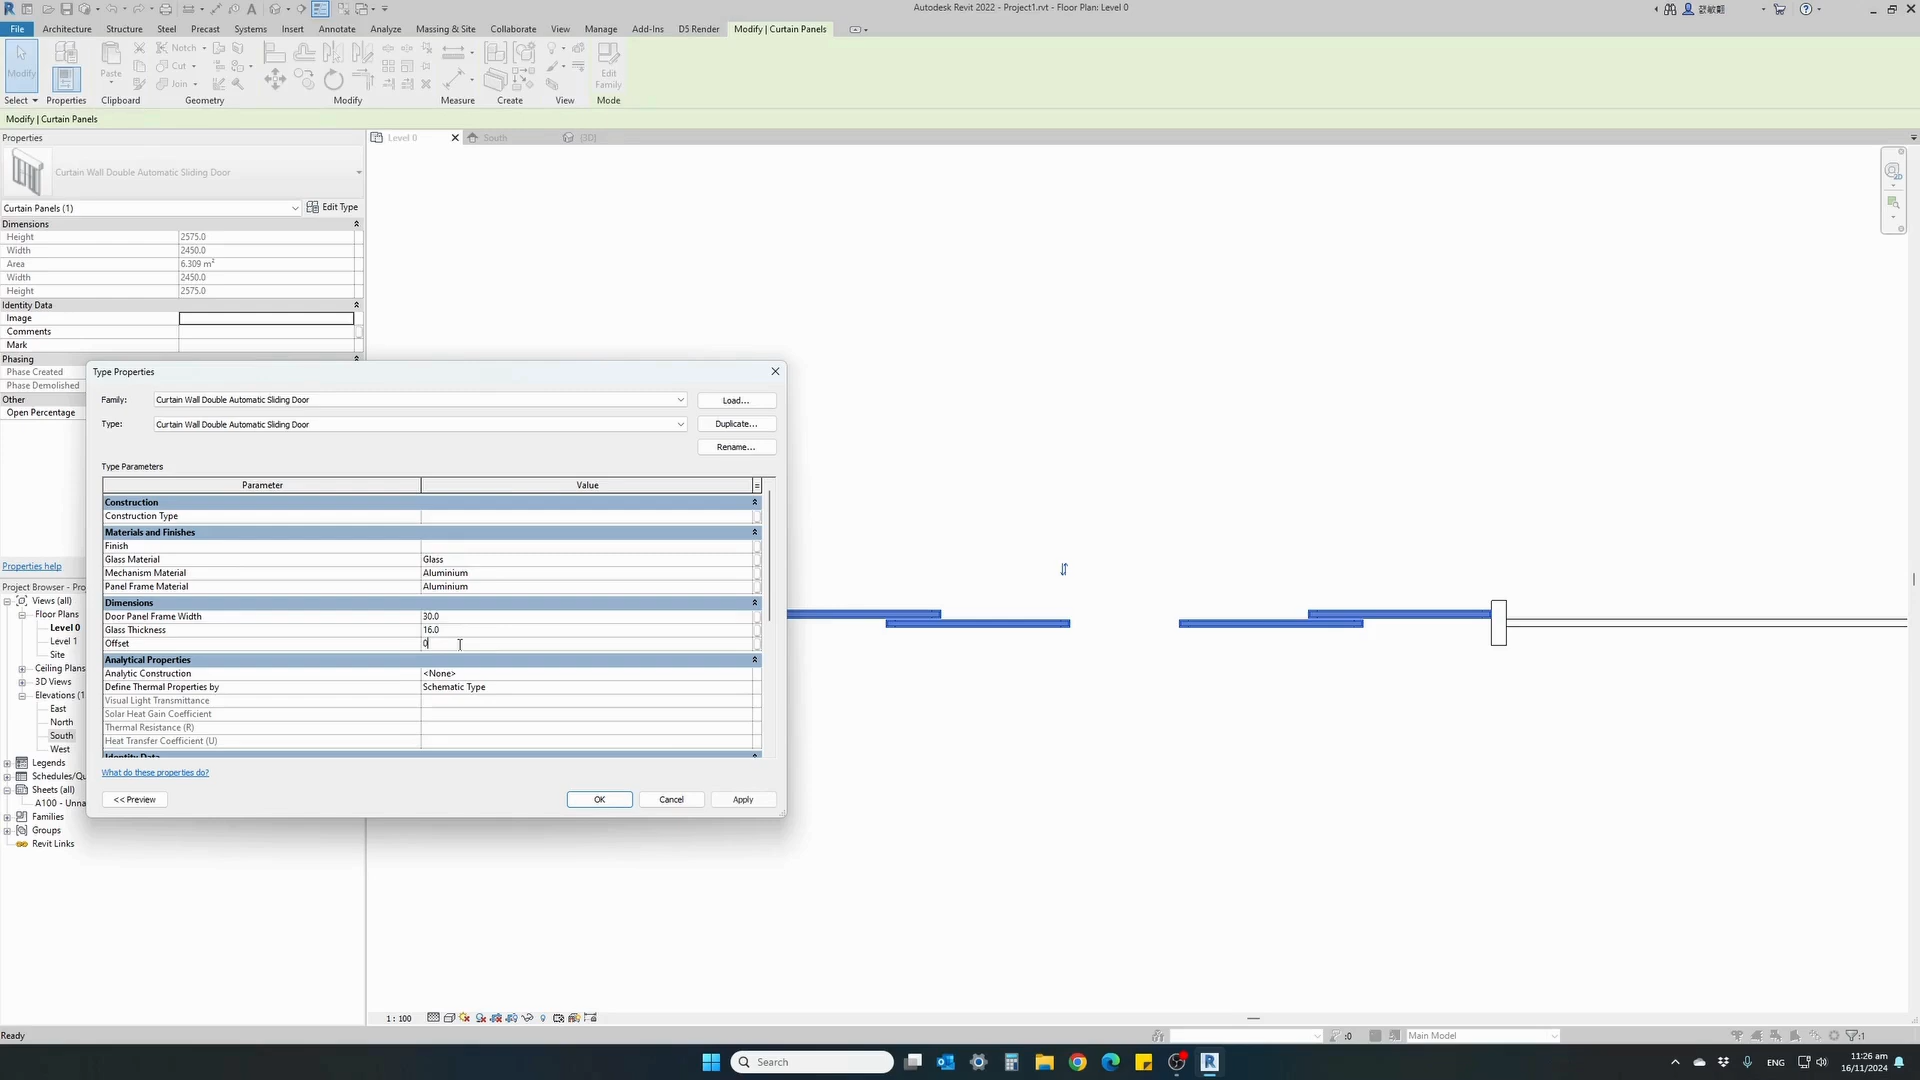 Autodesk Revit 2022 - Project1.rvt - Floor Plan: Level 0
File Architecture Structure Steel Precast Systems Insert Annotate Analyze Massing & Site Collaborate View Manage Add-Ins D5 Render Modify | Curtain Panels
Modify Paste Notch Cut Join Edit Family
Select Properties Clipboard Geometry Modify Measure Create View Mode
Modify | Curtain Panels
Properties
Level 0 South {3D}
Curtain Wall Double Automatic Sliding Door
Curtain Panels (1) Edit Type
Dimensions
Height 2575.0
Width 2450.0
Area 6.309 m²
Width 2450.0
Height 2575.0
Identity Data
Image
Comments
Mark
Phasing
Phase Created
Phase Demolished
Other
Open Percentage
Properties help
Project Browser - Pro
Views (all)
Floor Plans
Level 0
Level 1
Site
Ceiling Plans
3D Views
Elevations (1
East
North
South
West
Legends
Schedules/Qu
Sheets (all)
A100 - Unna
Families
Groups
Revit Links
Type Properties
Family: Curtain Wall Double Automatic Sliding Door Load...
Type: Curtain Wall Double Automatic Sliding Door Duplicate...
Rename...
Type Parameters
Parameter Value =
Construction
Construction Type
Materials and Finishes
Finish
Glass Material Glass
Mechanism Material Aluminium
Panel Frame Material Aluminium
Dimensions
Door Panel Frame Width 30.0
Glass Thickness 16.0
Offset 0
Analytical Properties
Analytic Construction <None>
Define Thermal Properties by Schematic Type
Visual Light Transmittance
Solar Heat Gain Coefficient
Thermal Resistance (R)
Heat Transfer Coefficient (U)
Identity Data
What do these properties do?
<< Preview OK Cancel Apply
1 : 100
Ready :0 Main Model :1
Search ENG 11:26 am
16/11/2024